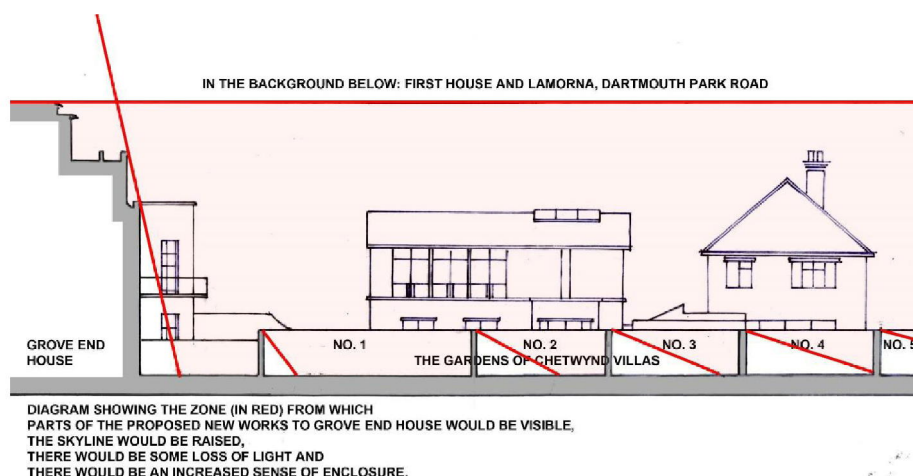 IN THE BACKGROUND BELOW: FIRST HOUSE AND LAMORNA, DARTMOUTH PARK ROAD
GROVE END
HOUSE
NO. 1
NO. 2
NO. 3
NO. 4
NO. 5
THE GARDENS OF CHETWYND VILLAS
DIAGRAM SHOWING THE ZONE (IN RED) FROM WHICH
PARTS OF THE PROPOSED NEW WORKS TO GROVE END HOUSE WOULD BE VISIBLE,
THE SKYLINE WOULD BE RAISED,
THERE WOULD BE SOME LOSS OF LIGHT AND
THERE WOULD BE AN INCREASED SENSE OF ENCLOSURE.